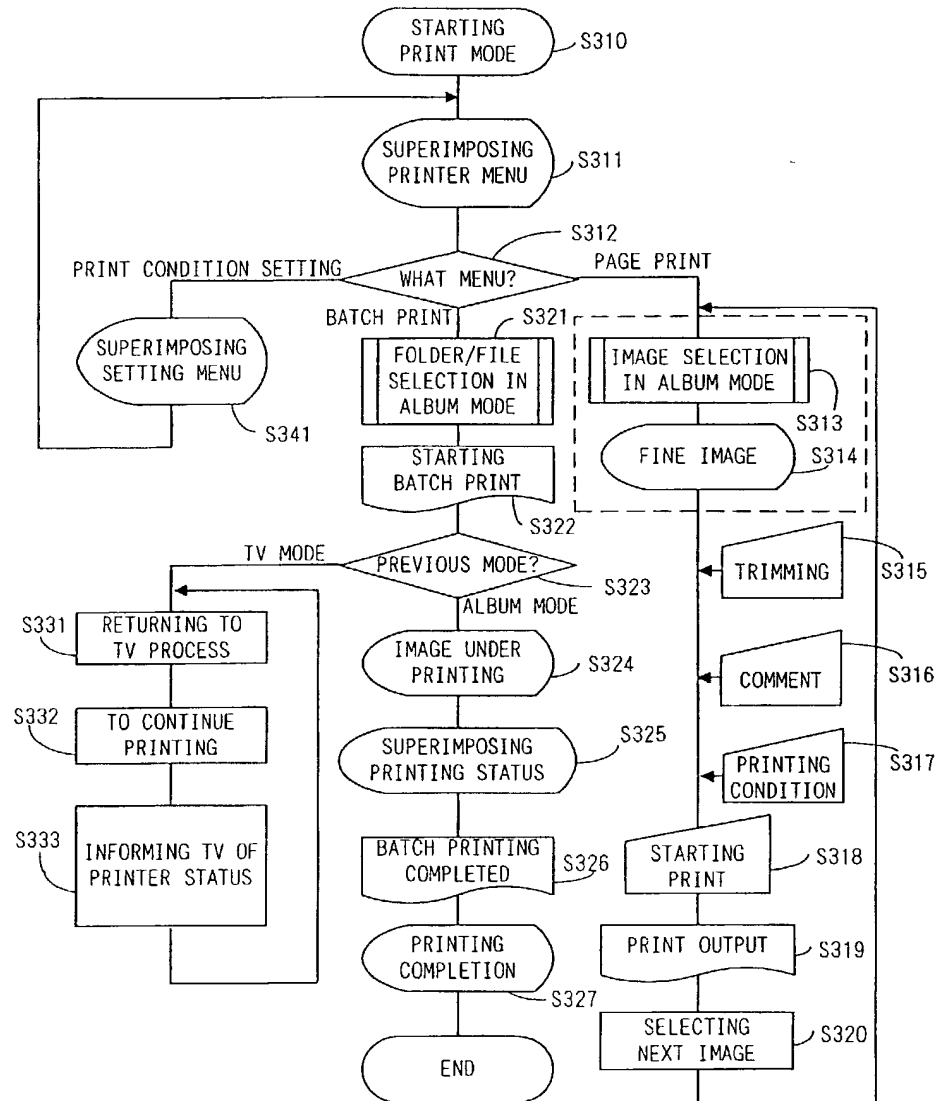 STARTING
PRINT MODE
S310
SUPERIMPOSING
PRINTER MENU
S311
S312
PRINT CONDITION SETTING
WHAT MENU?
PAGE PRINT
BATCH PRINT
S321
SUPERIMPOSING
SETTING MENU
S341
FOLDER/FILE
SELECTION IN
ALBUM MODE
IMAGE SELECTION
IN ALBUM MODE
S313
FINE IMAGE
S314
STARTING
BATCH PRINT
S322
TV MODE
PREVIOUS MODE?
S323
ALBUM MODE
TRIMMING
S315
S331
RETURNING TO
TV PROCESS
IMAGE UNDER
PRINTING
S324
COMMENT
S316
S332
TO CONTINUE
PRINTING
SUPERIMPOSING
PRINTING STATUS
S325
PRINTING
CONDITION
S317
S333
INFORMING TV OF
PRINTER STATUS
BATCH PRINTING
COMPLETED
S326
STARTING
PRINT
S318
PRINTING
COMPLETION
S327
PRINT OUTPUT
S319
SELECTING
NEXT IMAGE
S320
END